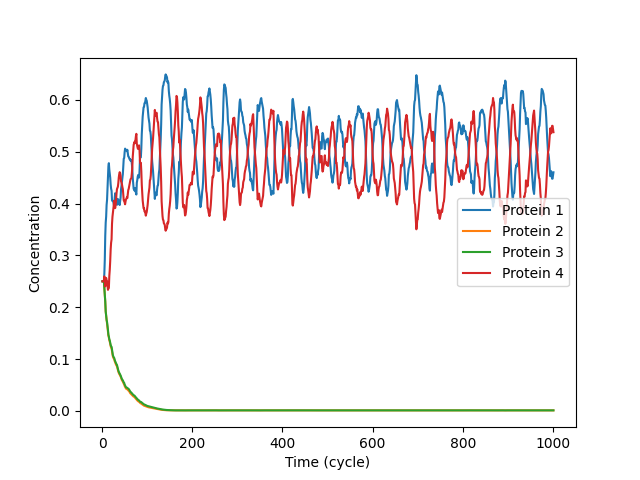 0.6
0.5
0.4
0.3
0.2
0.1
0.0
Concentration
Protein 1
Protein 2
Protein 3
Protein 4
0 200 400 600 800 1000
Time (cycle)